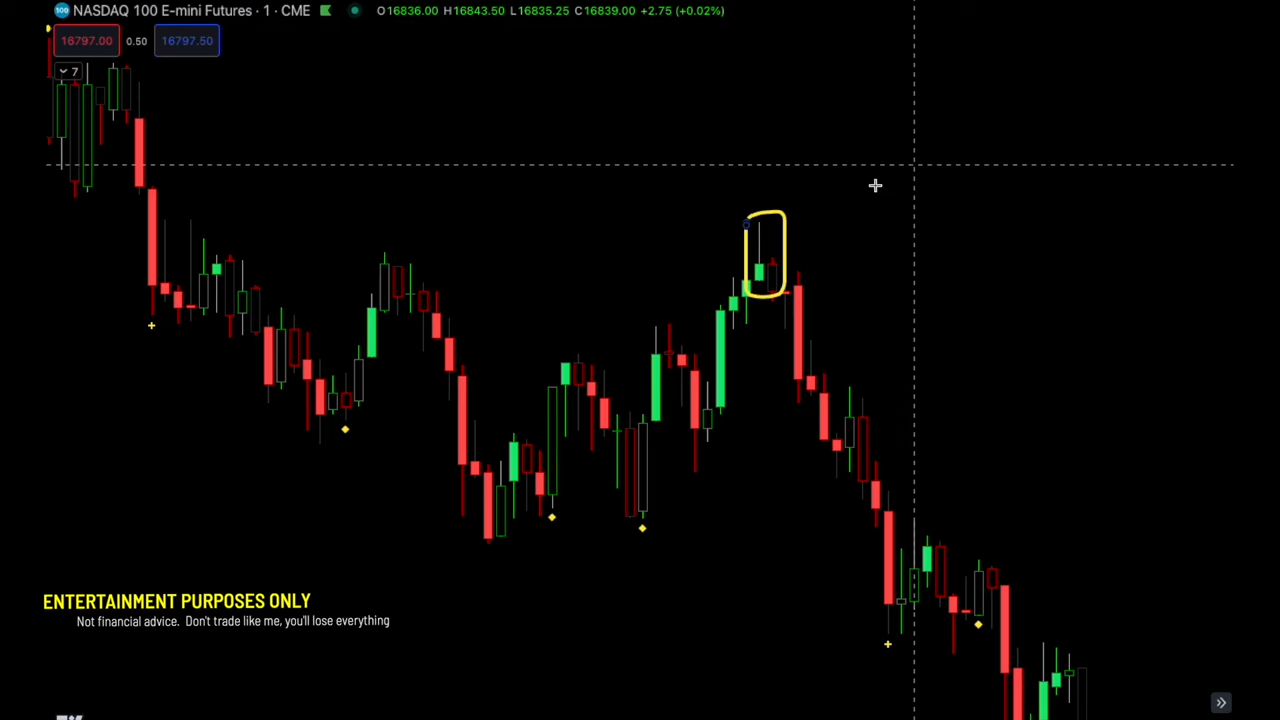 100 NASDAQ 100 E-mini Futures · 1 · CME O16836.00 H16843.50 L16835.25 C16839.00 +2.75 (+0.02%)
16797.00 0.50 16797.50
7
ENTERTAINMENT PURPOSES ONLY
Not financial advice. Don't trade like me, you'll lose everything